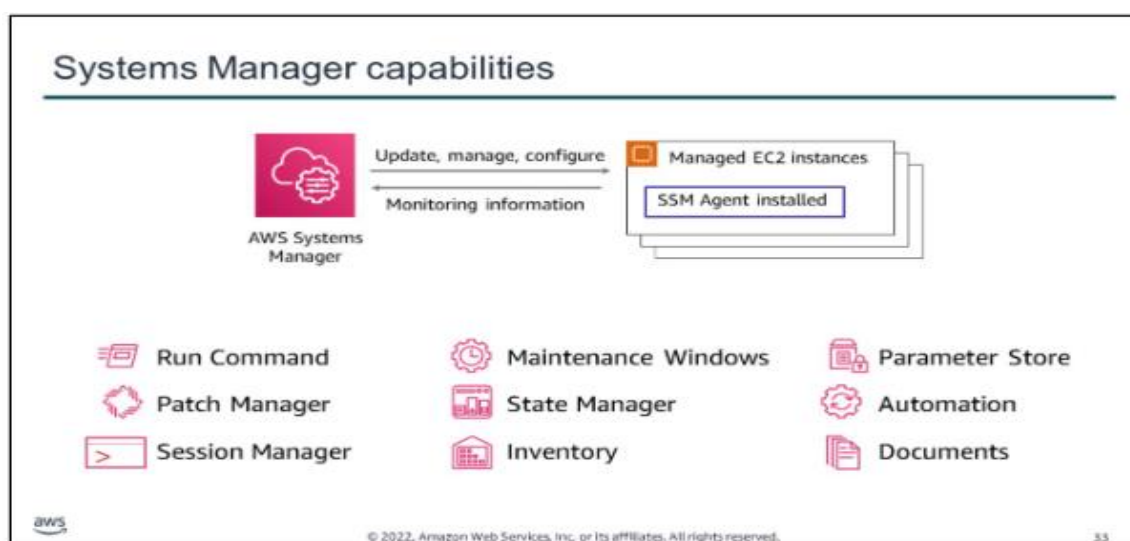 Systems Manager capabilities
Update, manage, configure
Monitoring information
AWS Systems
Manager
Managed EC2 instances
SSM Agent installed
Run Command
Maintenance Windows
Parameter Store
Patch Manager
State Manager
Automation
Session Manager
Inventory
Documents
aws
© 2022, Amazon Web Services, Inc. or its affiliates. All rights reserved.
33